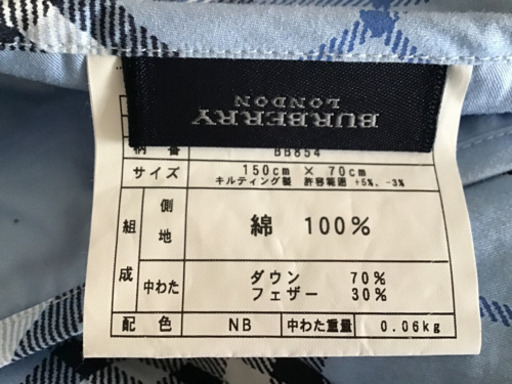 BURBERRY
LONDON
柄番 BB854
サイズ 150cm × 70cm
キルティング製 許容範囲 +5%、-3%
組成
側地 綿 100%
中わた ダウン 70%
フェザー 30%
配色 NB 中わた重量 0.06kg